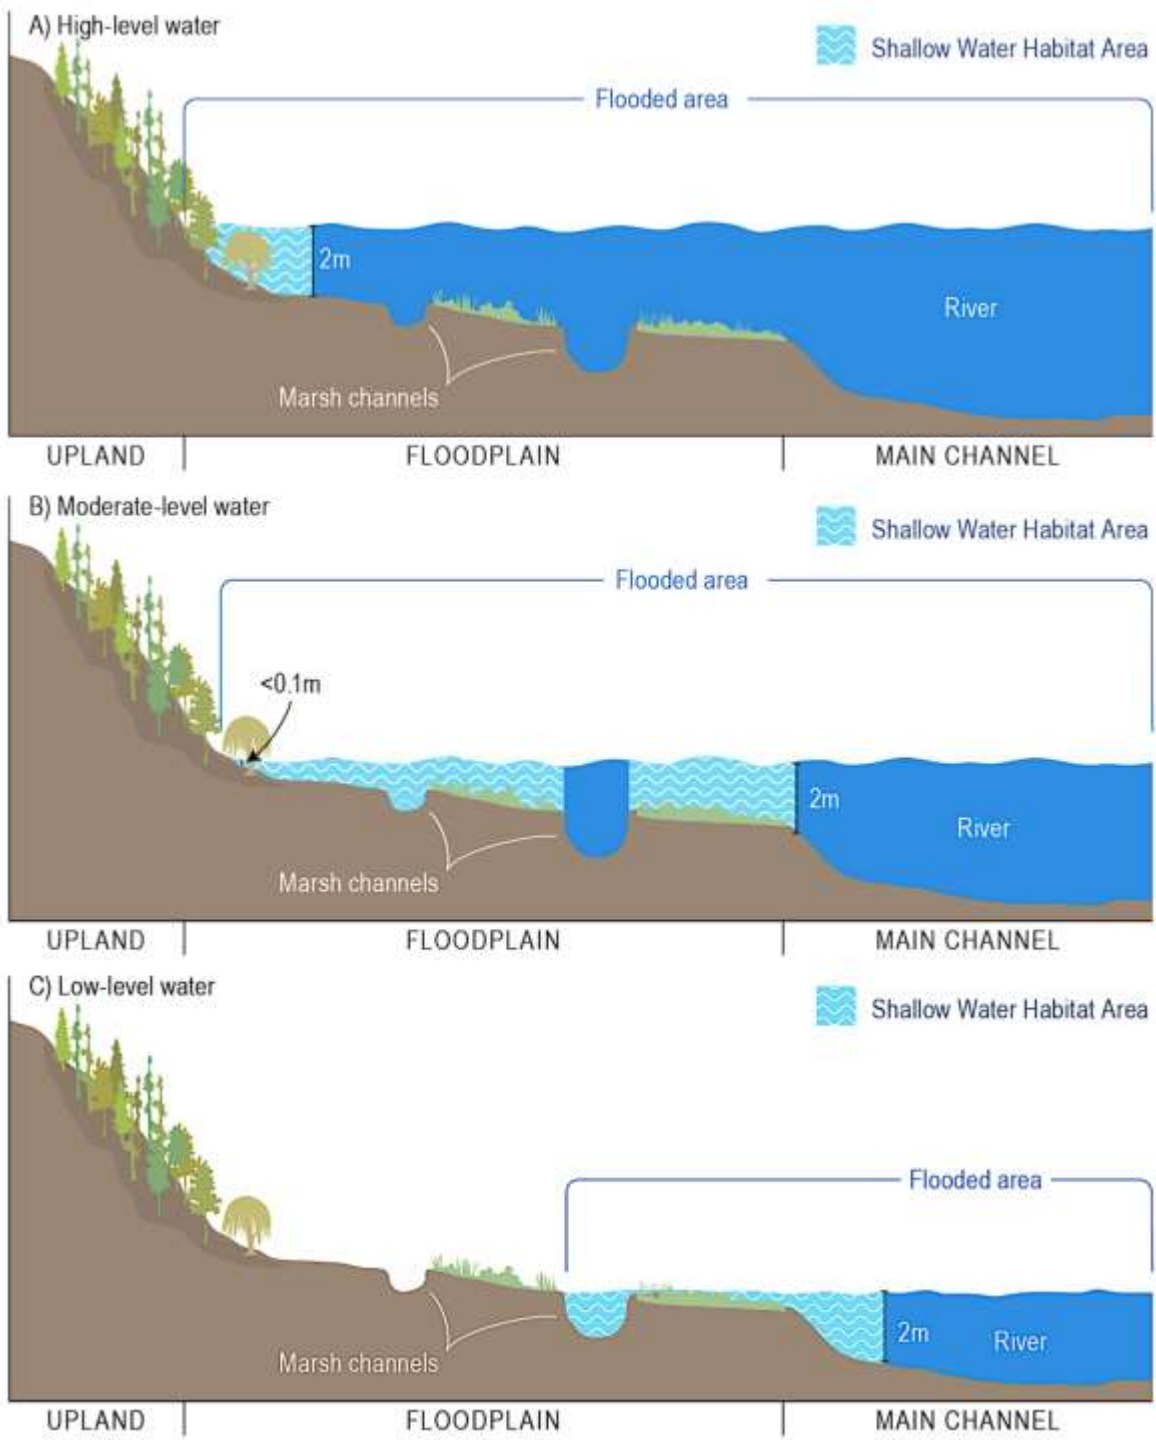 A) High-level water
Shallow Water Habitat Area
Flooded area
2m
River
Marsh channels
UPLAND
FLOODPLAIN
MAIN CHANNEL
B) Moderate-level water
Shallow Water Habitat Area
Flooded area
<0.1m
2m
River
Marsh channels
UPLAND
FLOODPLAIN
MAIN CHANNEL
C) Low-level water
Shallow Water Habitat Area
Flooded area
2m
River
Marsh channels
UPLAND
FLOODPLAIN
MAIN CHANNEL